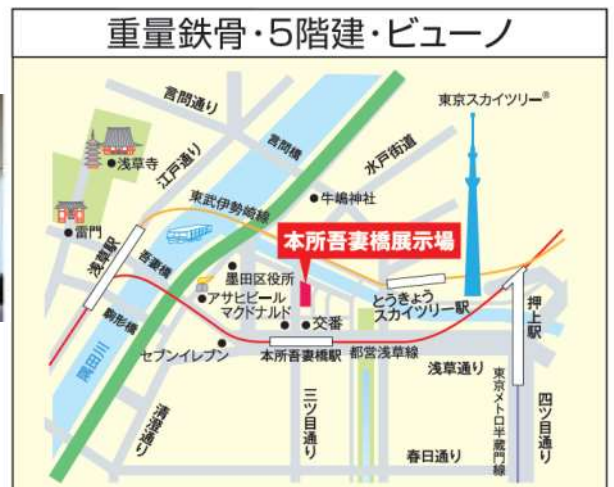 重量鉄骨・5階建・ビューノ
言問通り
東京スカイツリー®
言問橋
水戸街道
浅草寺
江戸通り
東武伊勢崎線
牛嶋神社
雷門
浅草駅
吾妻橋
本所吾妻橋展示場
墨田区役所
アサヒビール
マクドナルド
とうきょう
スカイツリー駅
押上駅
駒形橋
交番
セブンイレブン
本所吾妻橋駅
都営浅草線
浅草通り
隅田川
清澄通り
三ツ目通り
東京メトロ半蔵門線
四ツ目通り
春日通り